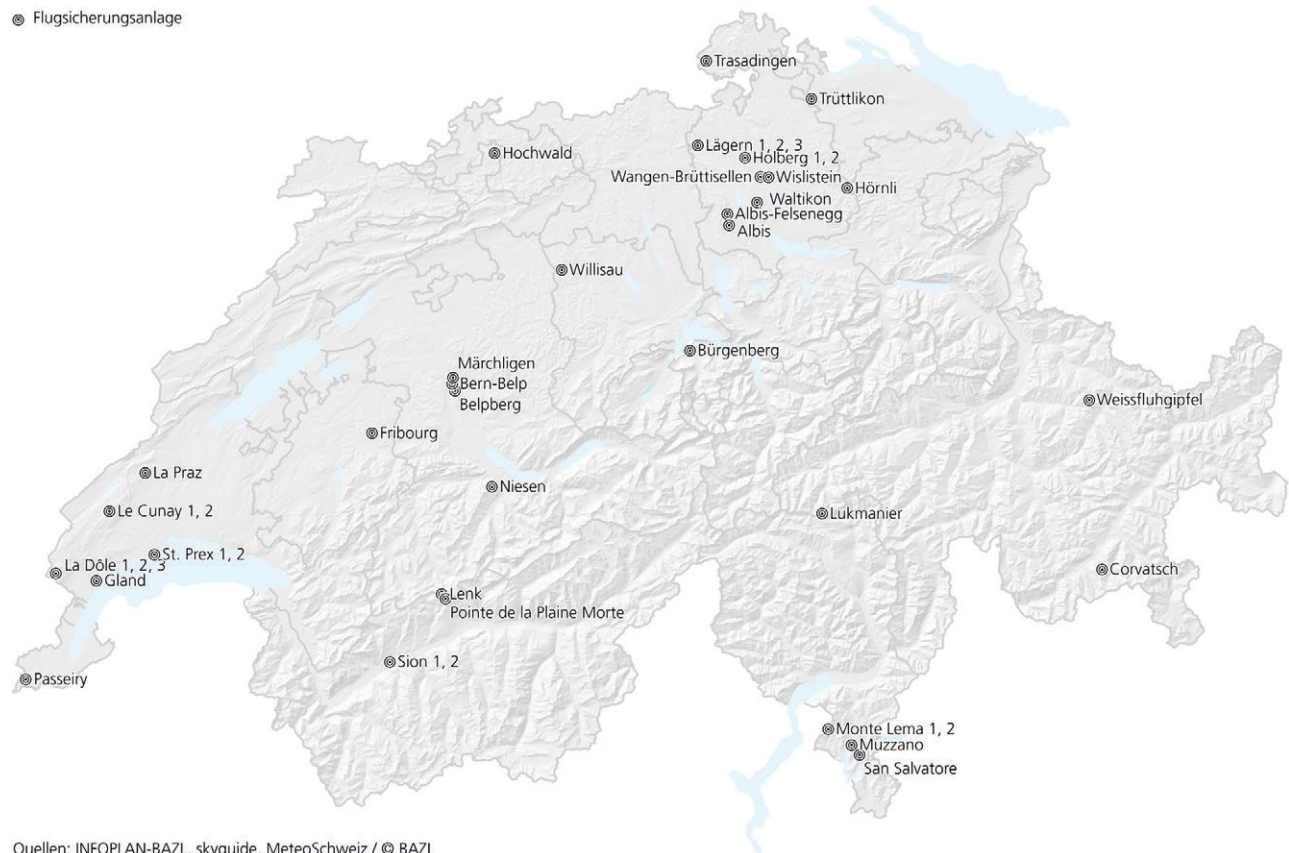 Flugsicherungsanlage
Trasadingen
Trüttlikon
Lägern 1, 2, 3
Hochwald
Holberg 1, 2
Wangen-Brüttisellen
Wislistein
Hörnli
Waltikon
Albis-Felsenegg
Albis
Willisau
Bürgenberg
Märchligen
Bern-Belp
Belpberg
Weissfluhgipfel
Fribourg
La Praz
Niesen
Le Cunay 1, 2
Lukmanier
St. Prex 1, 2
La Dôle 1, 2, 3
Gland
Corvatsch
Lenk
Pointe de la Plaine Morte
Sion 1, 2
Passeiry
Monte Lema 1, 2
Muzzano
San Salvatore
Quellen: INFOPLAN-BAZL, skyguide, MeteoSchweiz / © BAZL